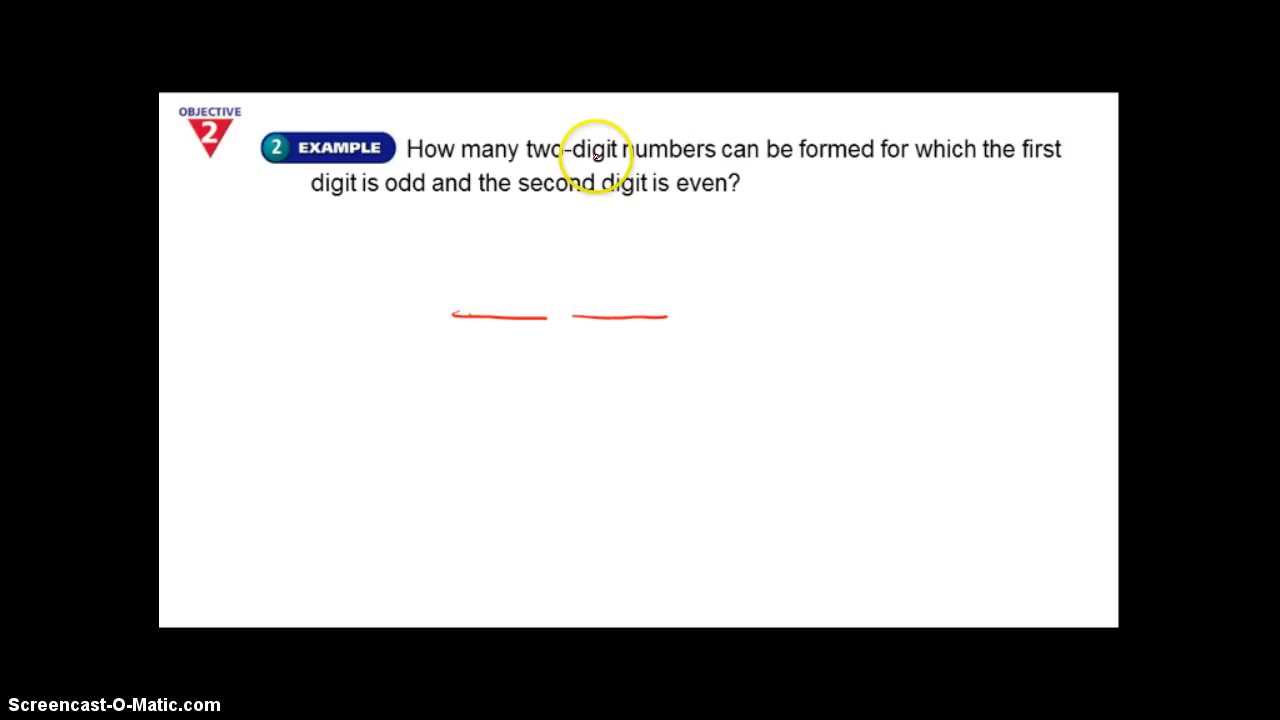 OBJECTIVE
2
2 EXAMPLE How many two-digit numbers can be formed for which the first
digit is odd and the second digit is even?
Screencast-O-Matic.com